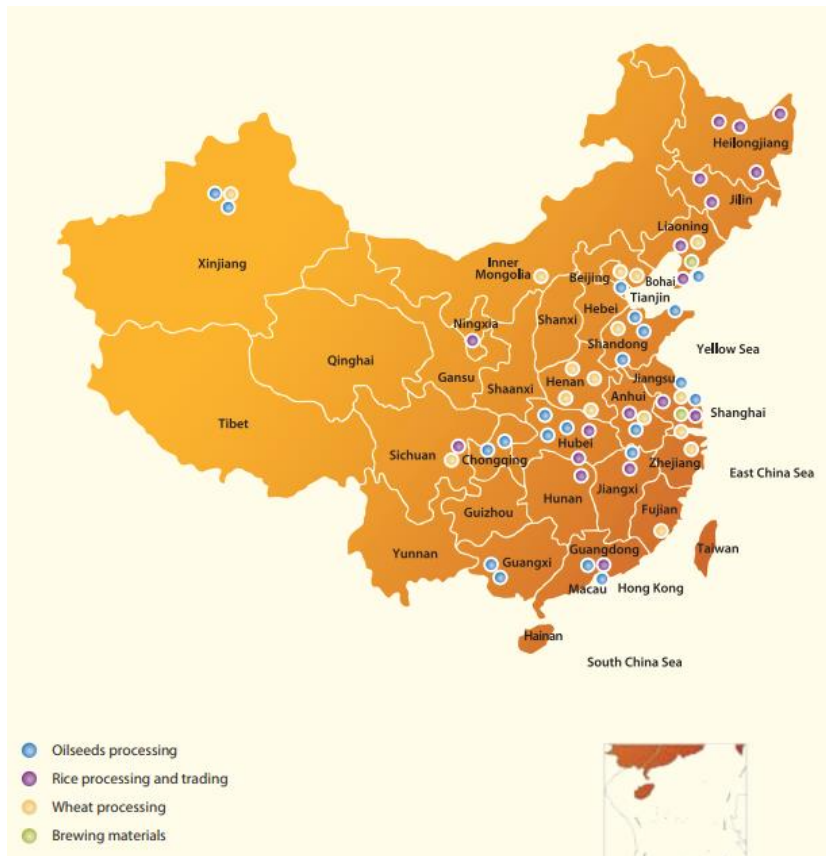 Heilongjiang
Jilin
Liaoning
Xinjiang
Inner
Mongolia
Beijing
Bohai
Tianjin
Hebei
Ningxia
Shanxi
Shandong
Yellow Sea
Qinghai
Gansu
Shaanxi
Henan
Jiangsu
Anhui
Shanghai
Tibet
Sichuan
Chongqing
Hubei
Zhejiang
East China Sea
Hunan
Jiangxi
Guizhou
Fujian
Yunnan
Guangxi
Guangdong
Taiwan
Macau
Hong Kong
Hainan
South China Sea
Oilseeds processing
Rice processing and trading
Wheat processing
Brewing materials